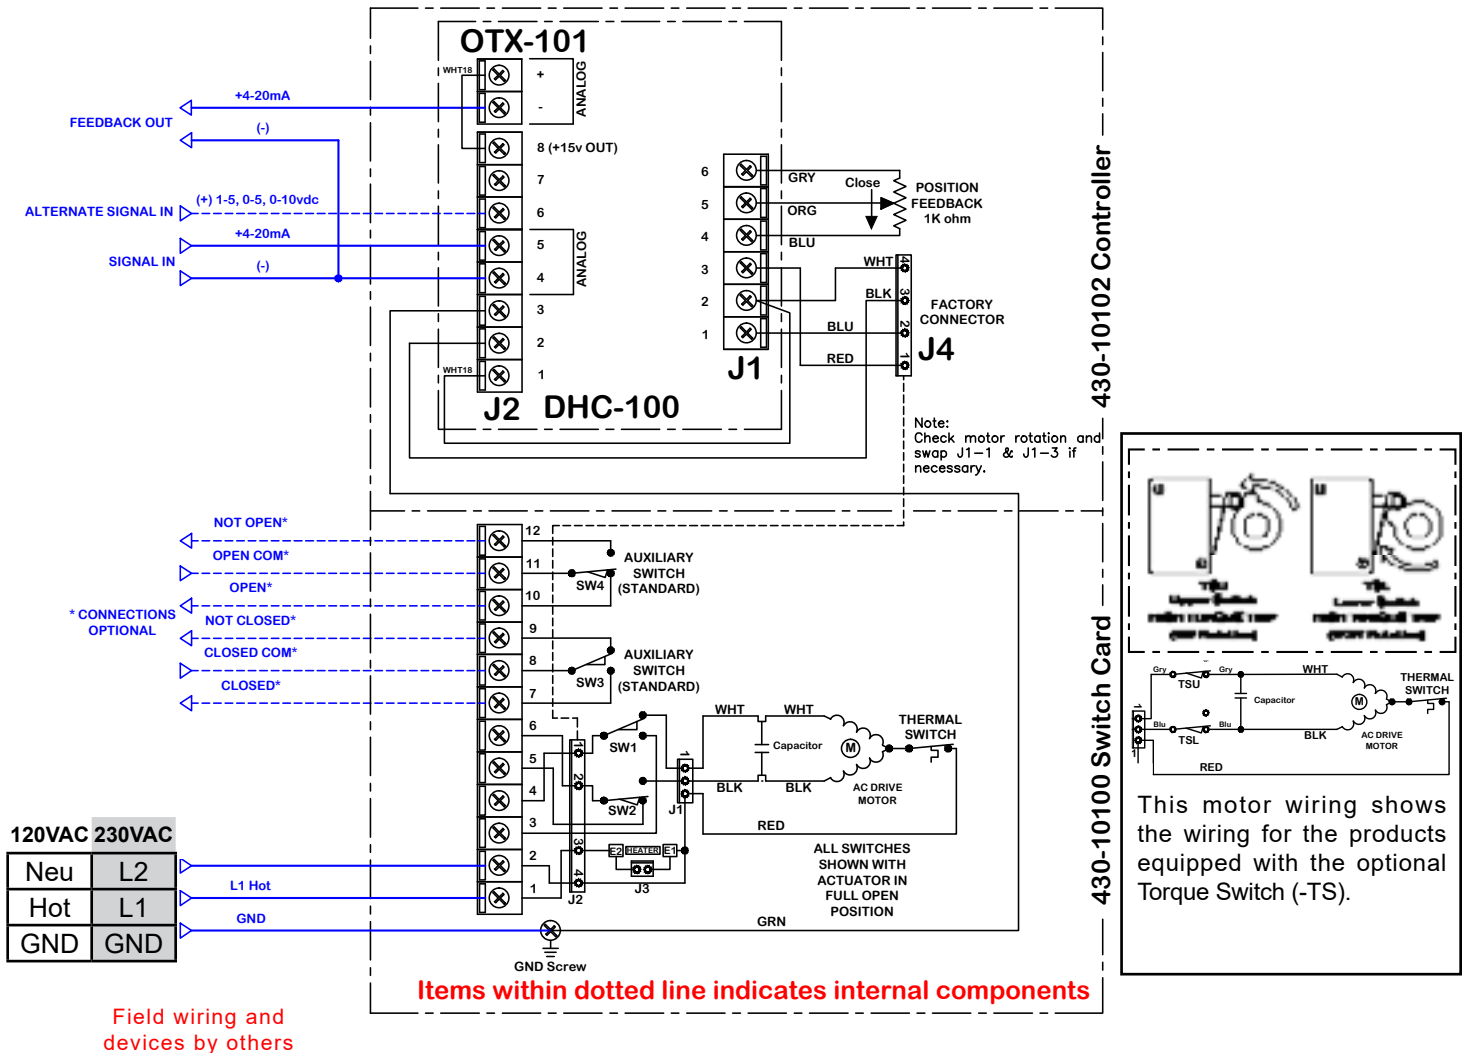 OTX-101
WHT18
+
-
ANALOG
+4-20mA
FEEDBACK OUT
(-)
8 (+15v OUT)
7
ALTERNATE SIGNAL IN
(+) 1-5, 0-5, 0-10vdc
6
+4-20mA
5
SIGNAL IN
(-)
4
ANALOG
3
2
WHT18
1
J2
DHC-100
6
GRY
5
ORG
4
BLU
3
2
1
J1
Close
POSITION
FEEDBACK
1K ohm
WHT
BLK
BLU
RED
4
3
2
1
FACTORY
CONNECTOR
J4
430-10102 Controller
Note:
Check motor rotation and
swap J1-1 & J1-3 if
necessary.
NOT OPEN*
OPEN COM*
OPEN*
* CONNECTIONS
OPTIONAL
NOT CLOSED*
CLOSED COM*
CLOSED*
12
11
10
9
8
7
6
5
4
3
2
1
SW4
AUXILIARY
SWITCH
(STANDARD)
SW3
AUXILIARY
SWITCH
(STANDARD)
SW1
SW2
1
2
3
4
J2
1
J1
WHT
WHT
Capacitor
BLK
BLK
M
AC DRIVE
MOTOR
THERMAL
SWITCH
RED
E2
HEATER
E1
J3
ALL SWITCHES
SHOWN WITH
ACTUATOR IN
FULL OPEN
POSITION
430-10100 Switch Card
120VAC 230VAC
Neu L2
Hot L1
GND GND
L1 Hot
GND
GRN
GND Screw
Items within dotted line indicates internal components
Field wiring and
devices by others
TSU
Upper Switch
TSL
Lower Switch
Gry
TSU
Gry
WHT
THERMAL
SWITCH
Capacitor
M
Blu
TSL
Blu
BLK
AC DRIVE
MOTOR
1
RED
This motor wiring shows
the wiring for the products
equipped with the optional
Torque Switch (-TS).